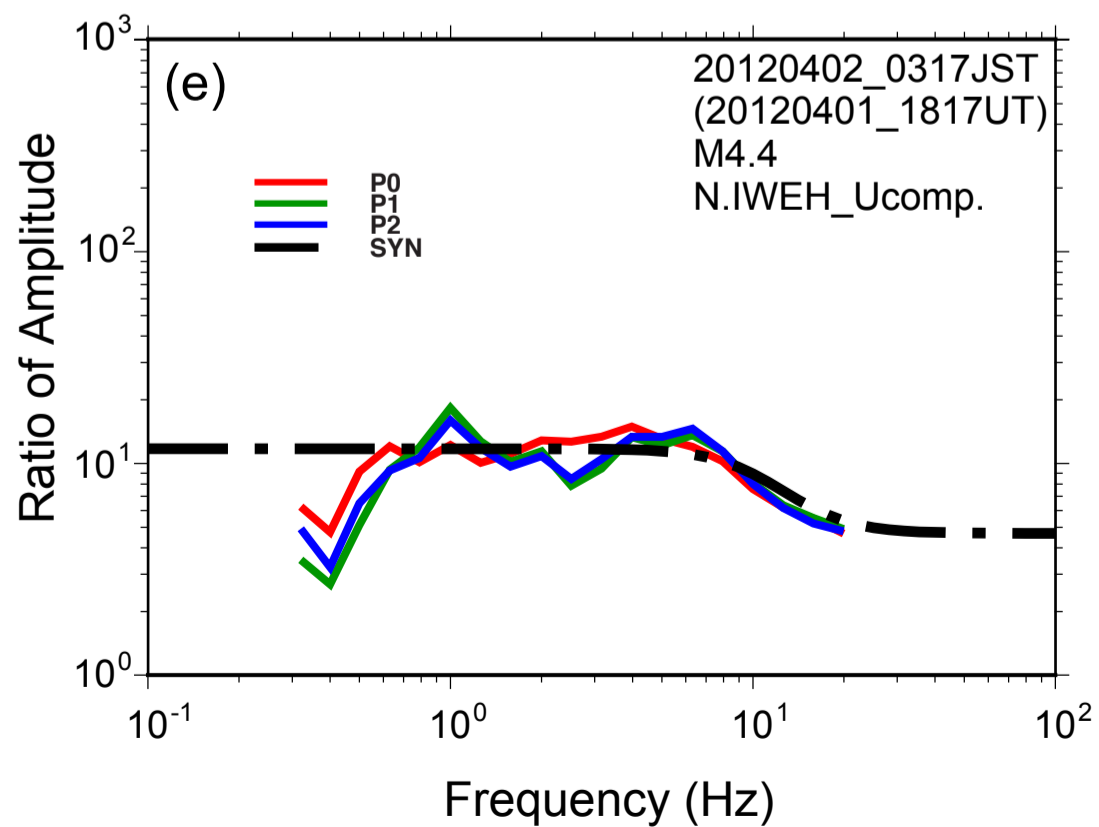 (e)
20120402_0317JST
(20120401_1817UT)
M4.4
N.IWEH_Ucomp.
P0
P1
P2
SYN
Ratio of Amplitude
10³
10²
10¹
10⁰
10⁻¹ 10⁰ 10¹ 10²
Frequency (Hz)